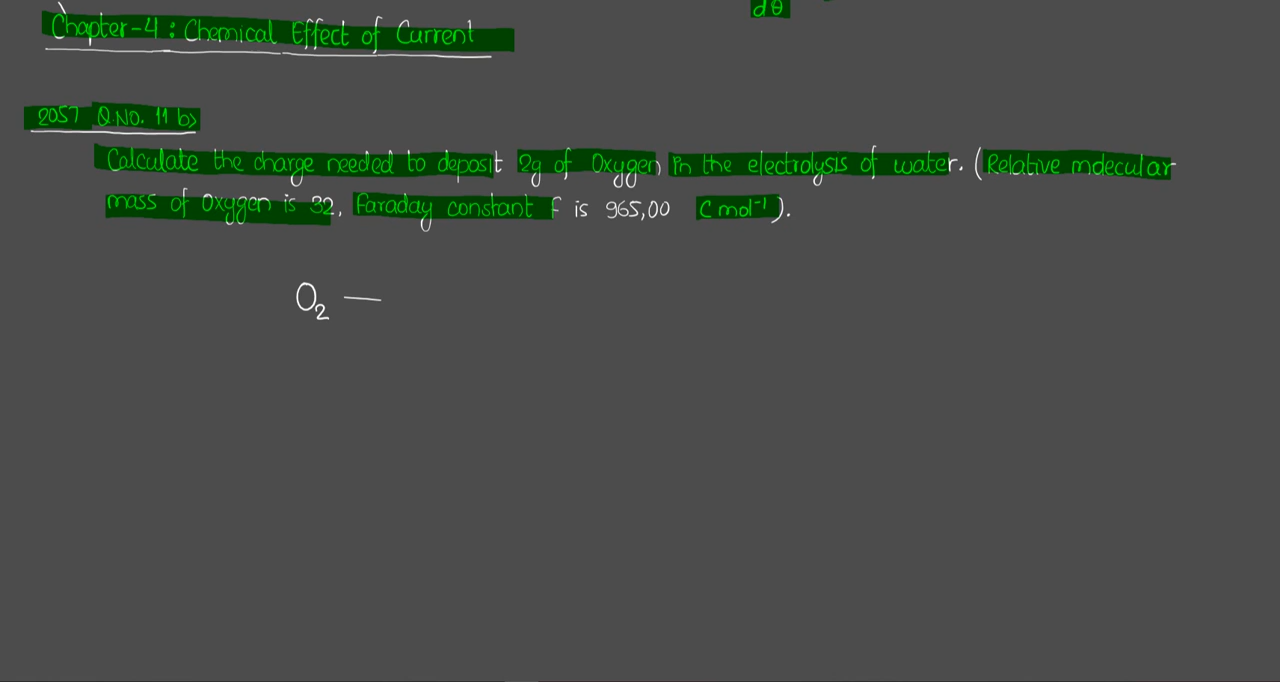 dθ
Chapter-4: Chemical Effect of Current
2057 Q.NO. 11 b>
Calculate the charge needed to deposit 2g of Oxygen in the electrolysis of water. (Relative molecular
mass of Oxygen is 32, Faraday constant F is 965,00 C mol⁻¹).
O₂ —